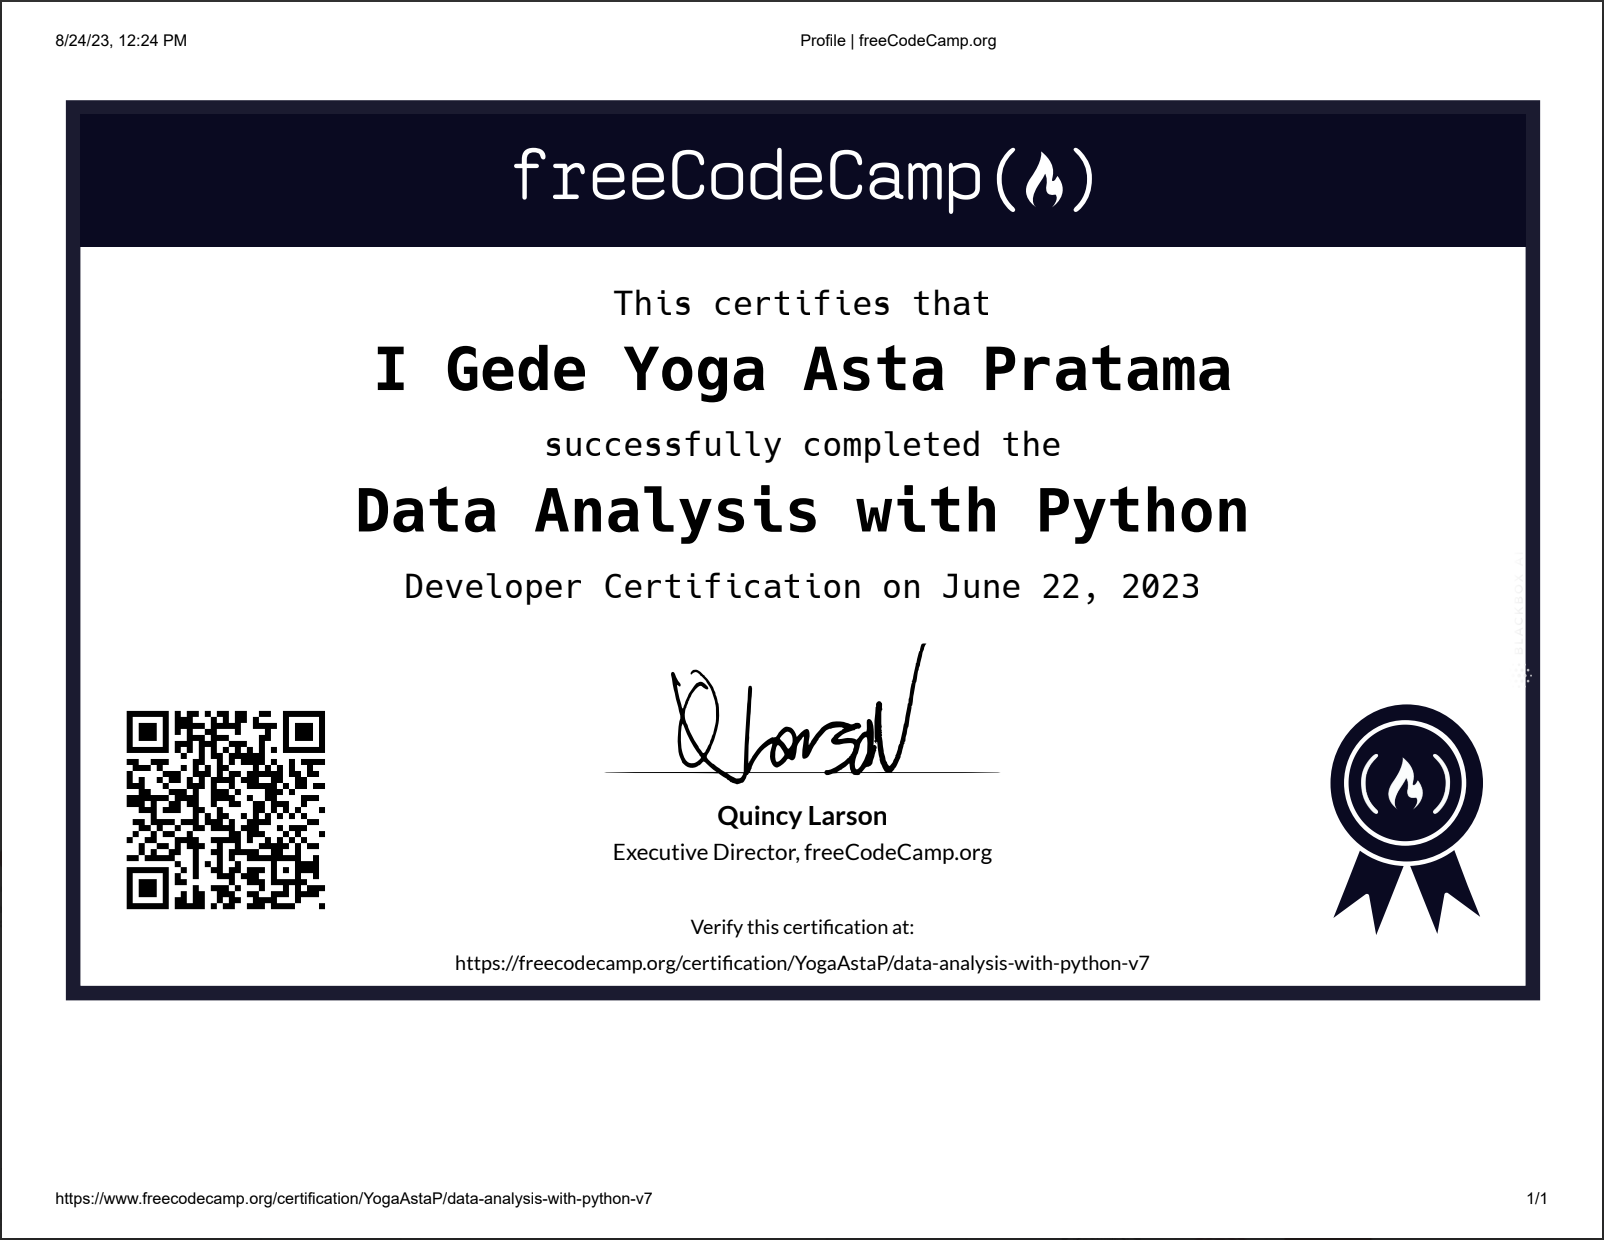 8/24/23, 12:24 PM
Profile | freeCodeCamp.org
freeCodeCamp(🔥)
This certifies that
I Gede Yoga Asta Pratama
successfully completed the
Data Analysis with Python
Developer Certification on June 22, 2023
BLACKBOX AI
Quincy Larson
Executive Director, freeCodeCamp.org
Verify this certification at:
https://freecodecamp.org/certification/YogaAstaP/data-analysis-with-python-v7
https://www.freecodecamp.org/certification/YogaAstaP/data-analysis-with-python-v7
1/1